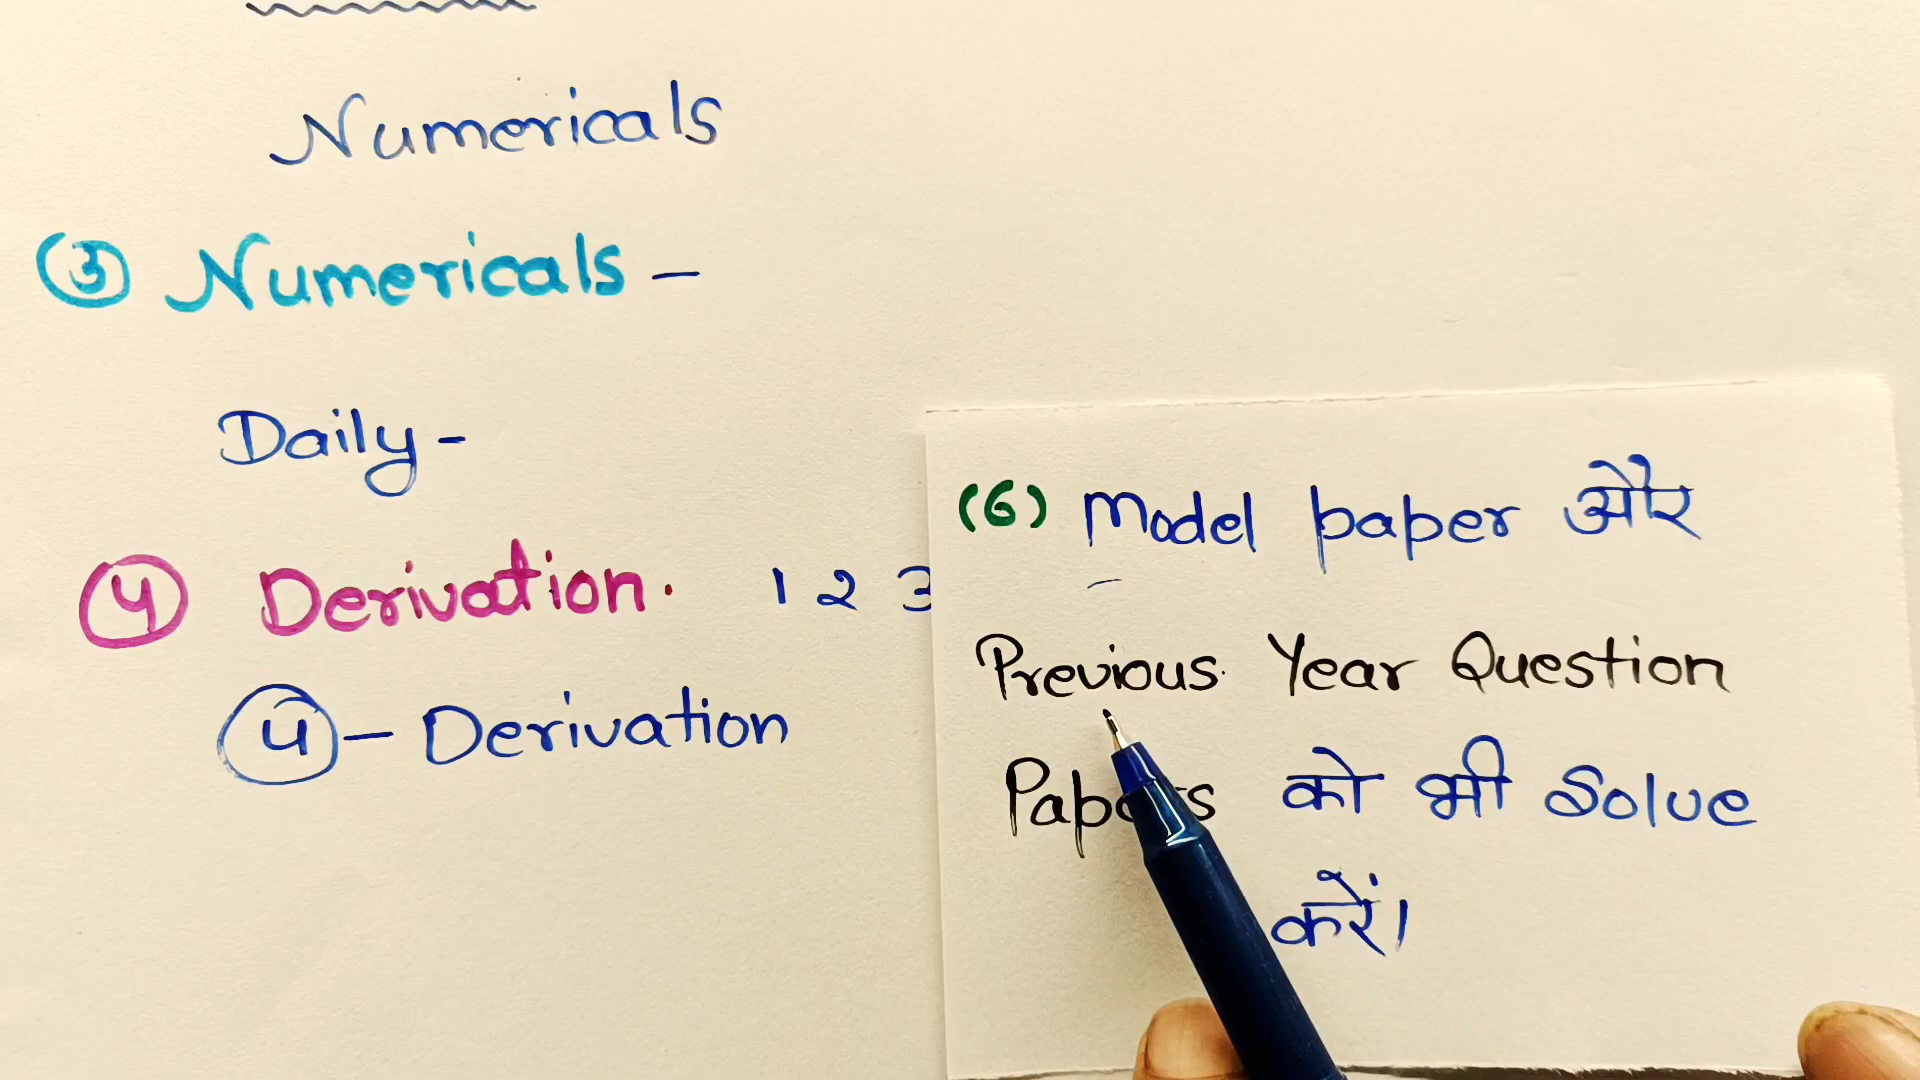 Numericals
(3) Numericals –
Daily -
(4) Derivation. 1 2 3
(4) – Derivation
(6) Model paper और
Previous Year Question
Papers को भी Solve
करें।